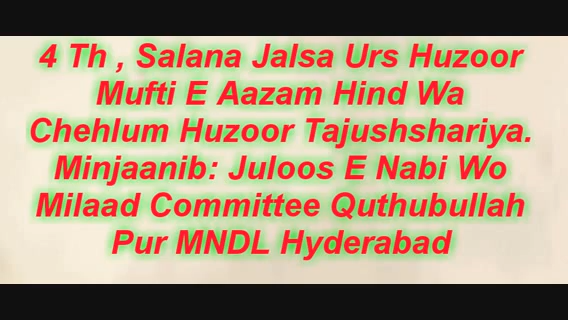 4 Th , Salana Jalsa Urs Huzoor
Mufti E Aazam Hind Wa
Chehlum Huzoor Tajushshariya.
Minjaanib: Juloos E Nabi Wo
Milaad Committee Quthubullah
Pur MNDL Hyderabad